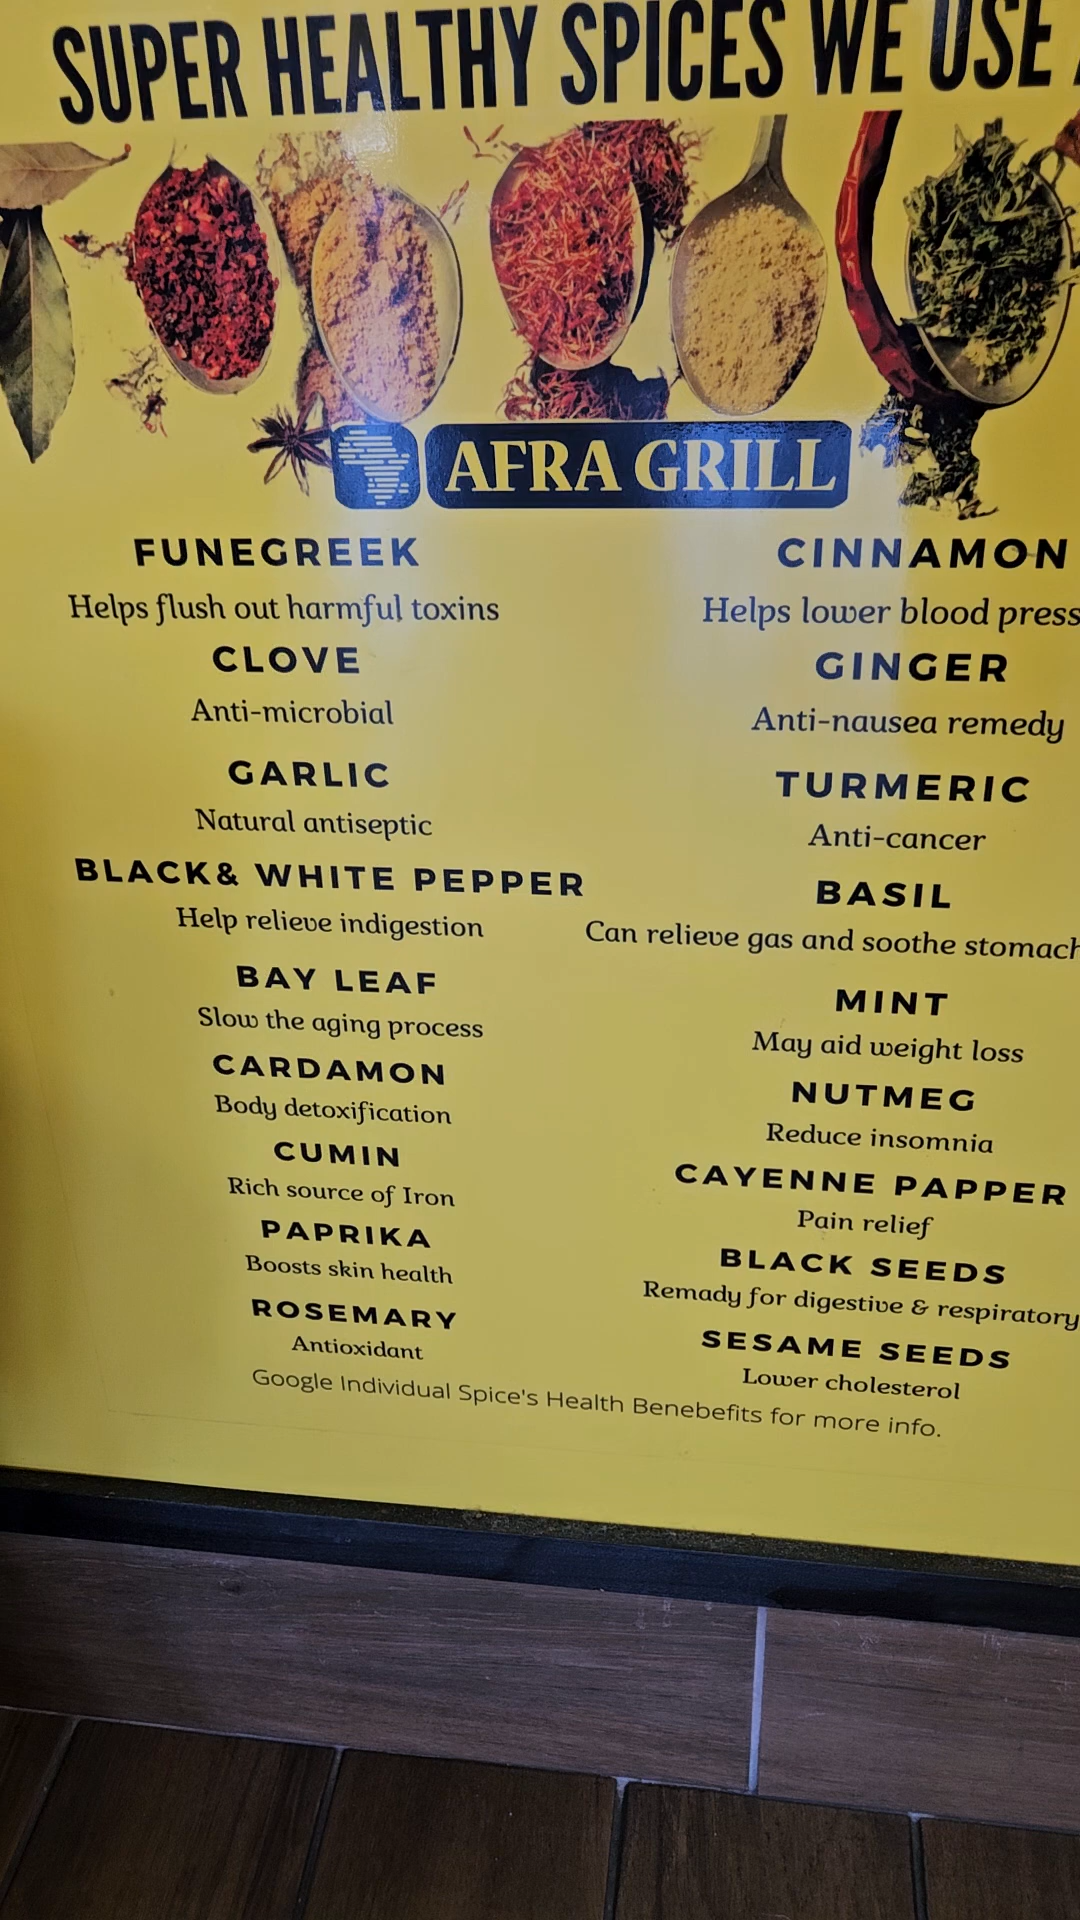 SUPER HEALTHY SPICES WE USE
AFRA GRILL
FUNEGREEK
Helps flush out harmful toxins
CLOVE
Anti-microbial
GARLIC
Natural antiseptic
BLACK& WHITE PEPPER
Help relieve indigestion
BAY LEAF
Slow the aging process
CARDAMON
Body detoxification
CUMIN
Rich source of Iron
PAPRIKA
Boosts skin health
ROSEMARY
Antioxidant
CINNAMON
Helps lower blood press
GINGER
Anti-nausea remedy
TURMERIC
Anti-cancer
BASIL
Can relieve gas and soothe stomach
MINT
May aid weight loss
NUTMEG
Reduce insomnia
CAYENNE PAPPER
Pain relief
BLACK SEEDS
Remady for digestive & respiratory
SESAME SEEDS
Lower cholesterol
Google Individual Spice's Health Benebefits for more info.